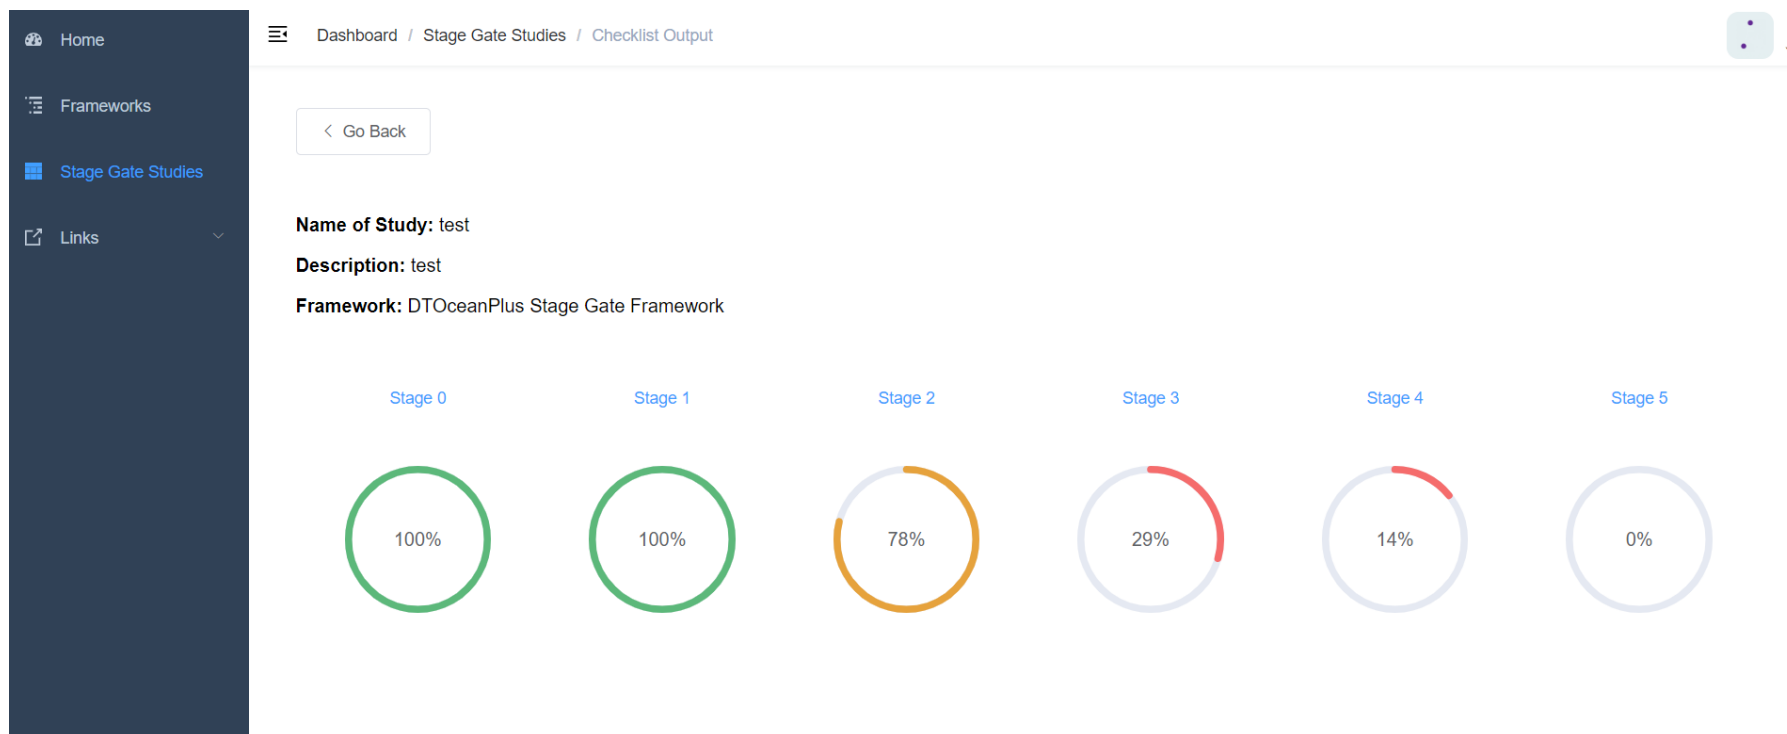 Home
Frameworks
Stage Gate Studies
Links
Dashboard / Stage Gate Studies / Checklist Output
Go Back
Name of Study: test
Description: test
Framework: DTOceanPlus Stage Gate Framework
Stage 0 Stage 1 Stage 2 Stage 3 Stage 4 Stage 5
100% 100% 78% 29% 14% 0%